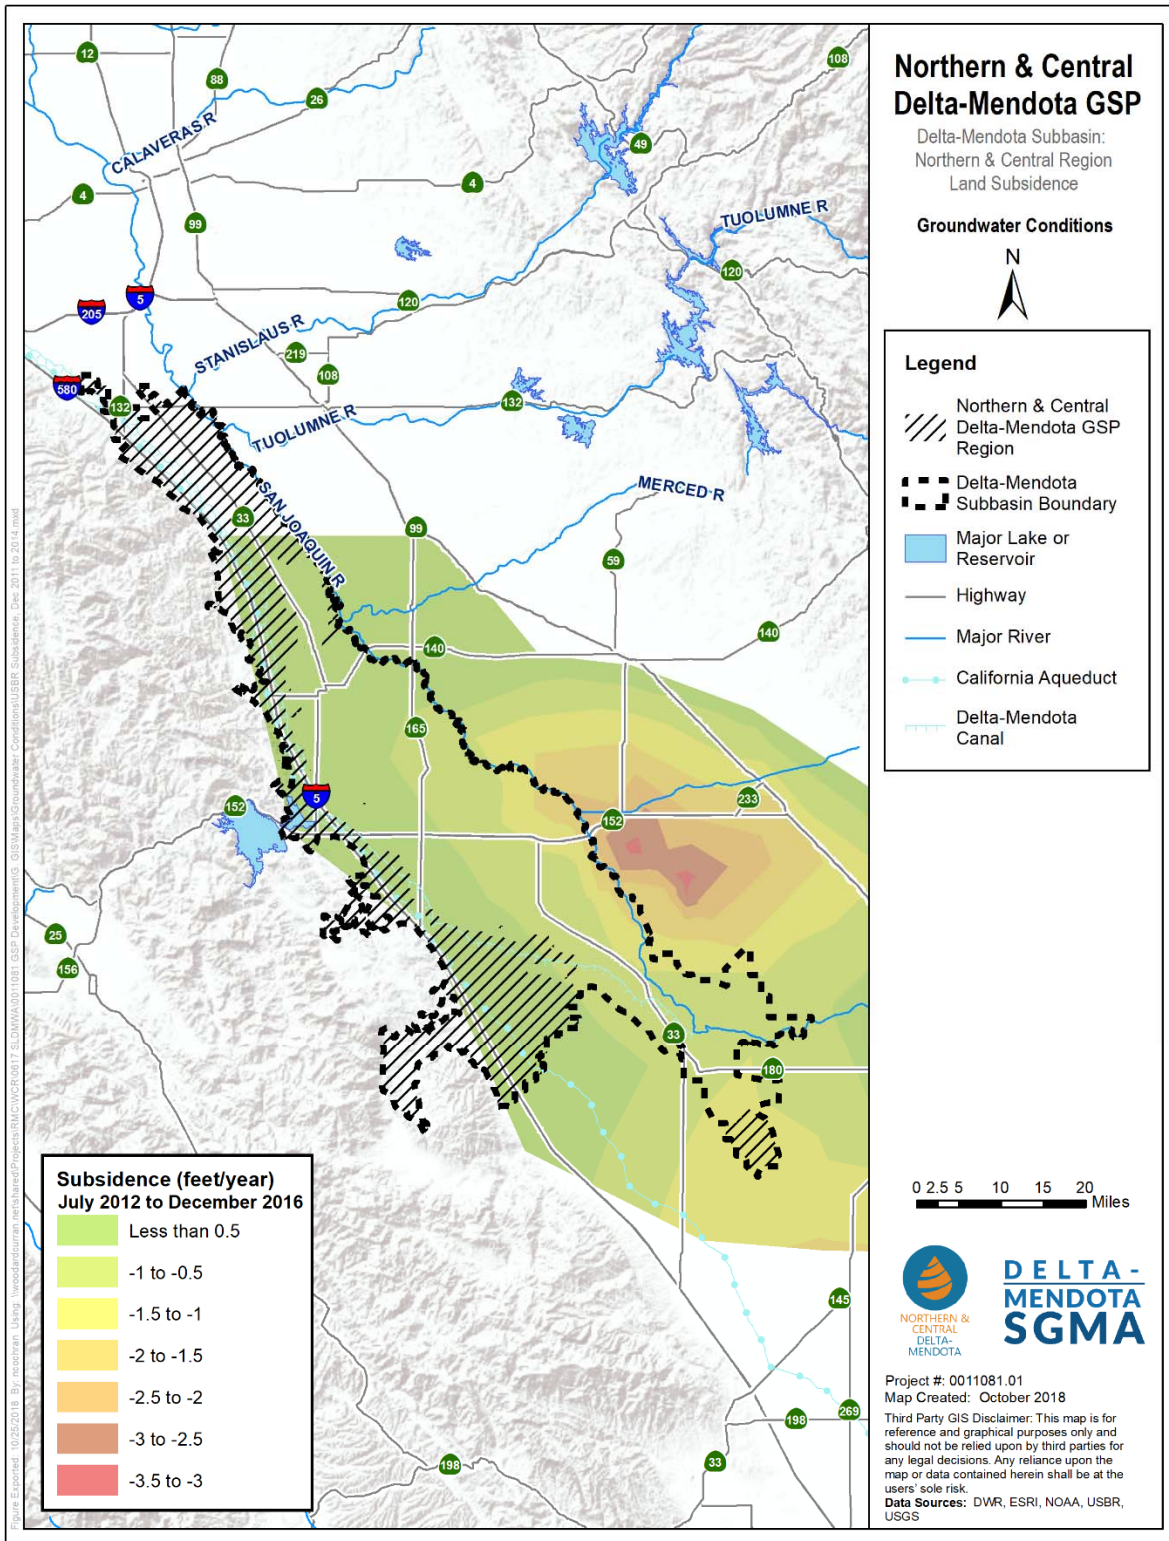 Northern & Central
Delta-Mendota GSP
Delta-Mendota Subbasin:
Northern & Central Region
Land Subsidence
Groundwater Conditions
N
Legend
Northern & Central
Delta-Mendota GSP
Region
Delta-Mendota
Subbasin Boundary
Major Lake or
Reservoir
Highway
Major River
California Aqueduct
Delta-Mendota
Canal
0 2.5 5 10 15 20
Miles
NORTHERN &
CENTRAL
DELTA-
MENDOTA
DELTA-
MENDOTA
SGMA
Project #: 0011081.01
Map Created: October 2018
Third Party GIS Disclaimer: This map is for
reference and graphical purposes only and
should not be relied upon by third parties for
any legal decisions. Any reliance upon the
map or data contained herein shall be at the
users' sole risk.
Data Sources: DWR, ESRI, NOAA, USBR,
USGS
12
88
26
108
CALAVERAS R
49
4
4
99
TUOLUMNE R
120
5
205
120
STANISLAUS R
219
108
580
132
132
TUOLUMNE R
SAN JOAQUIN R
MERCED R
33
99
59
140
140
165
5
152
233
152
25
156
33
180
145
269
198
33
198
Subsidence (feet/year)
July 2012 to December 2016
Less than 0.5
-1 to -0.5
-1.5 to -1
-2 to -1.5
-2.5 to -2
-3 to -2.5
-3.5 to -3